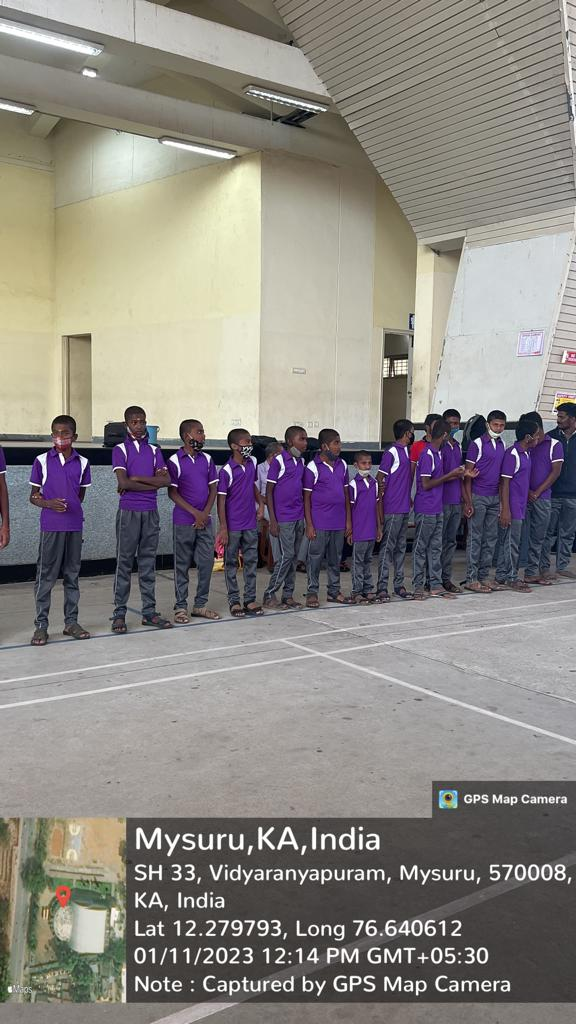 GPS Map Camera
Mysuru,KA,India
SH 33, Vidyaranyapuram, Mysuru, 570008,
KA, India
Lat 12.279793, Long 76.640612
01/11/2023 12:14 PM GMT+05:30
Note : Captured by GPS Map Camera
Maps